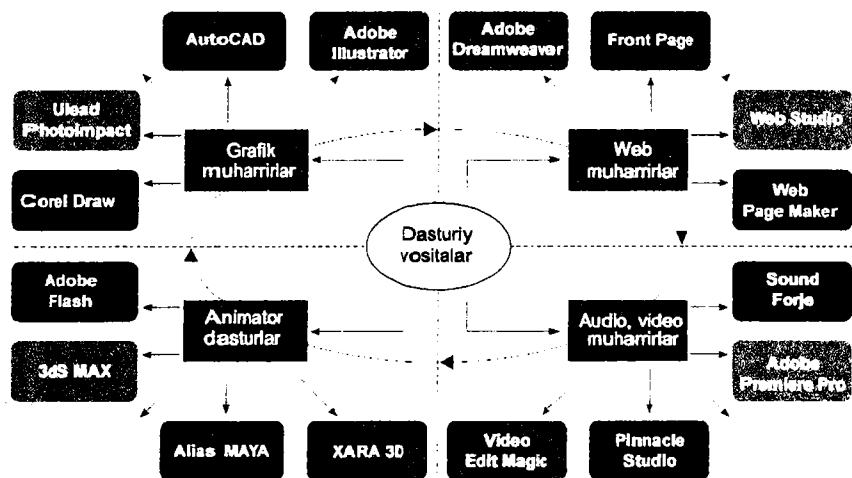 AutoCAD
Adobe
Illustrator
Adobe
Dreamweaver
Front Page
Ulead
PhotoImpact
Web Studio
Grafik
muharrirlar
Web
muharrirlar
Corel Draw
Web
Page Maker
Dasturiy
vositalar
Adobe
Flash
Sound
Forje
Animator
dasturlar
Audio, video
muharrirlar
3dS MAX
Adobe
Premiere Pro
Alias MAYA
XARA 3D
Video
Edit Magic
Pinnacle
Studio